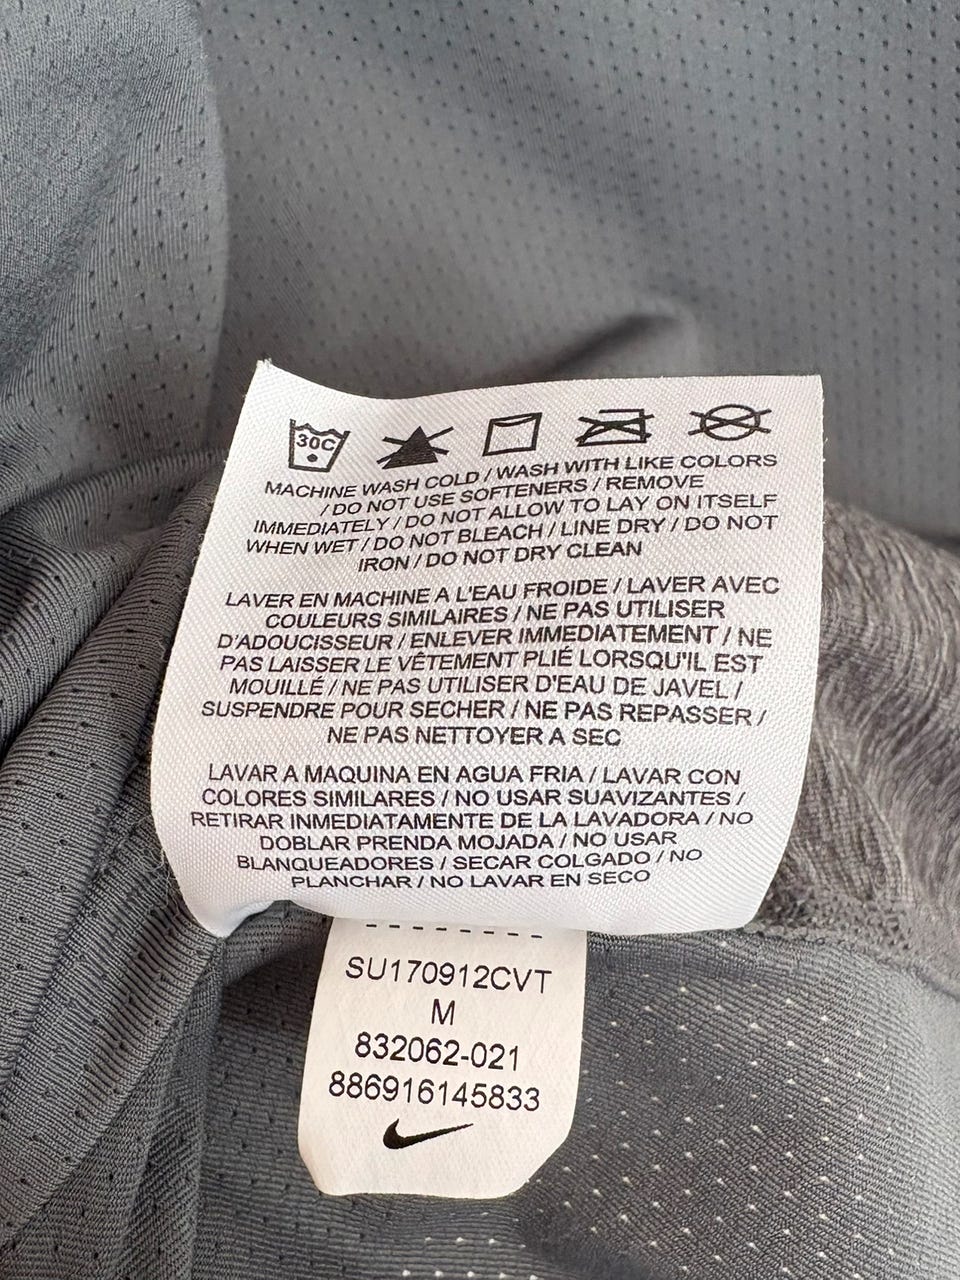 30C
MACHINE WASH COLD / WASH WITH LIKE COLORS
/ DO NOT USE SOFTENERS / REMOVE
IMMEDIATELY / DO NOT ALLOW TO LAY ON ITSELF
WHEN WET / DO NOT BLEACH / LINE DRY / DO NOT
IRON / DO NOT DRY CLEAN
LAVER EN MACHINE A L'EAU FROIDE / LAVER AVEC
COULEURS SIMILAIRES / NE PAS UTILISER
D'ADOUCISSEUR / ENLEVER IMMEDIATEMENT / NE
PAS LAISSER LE VÊTEMENT PLIÉ LORSQU'IL EST
MOUILLÉ / NE PAS UTILISER D'EAU DE JAVEL /
SUSPENDRE POUR SECHER / NE PAS REPASSER /
NE PAS NETTOYER A SEC
LAVAR A MAQUINA EN AGUA FRIA / LAVAR CON
COLORES SIMILARES / NO USAR SUAVIZANTES /
RETIRAR INMEDIATAMENTE DE LA LAVADORA / NO
DOBLAR PRENDA MOJADA / NO USAR
BLANQUEADORES / SECAR COLGADO / NO
PLANCHAR / NO LAVAR EN SECO
SU170912CVT
M
832062-021
886916145833